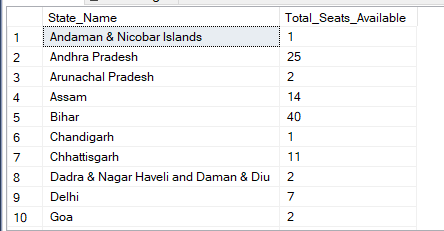 State_Name Total_Seats_Available
1 Andaman & Nicobar Islands 1
2 Andhra Pradesh 25
3 Arunachal Pradesh 2
4 Assam 14
5 Bihar 40
6 Chandigarh 1
7 Chhattisgarh 11
8 Dadra & Nagar Haveli and Daman & Diu 2
9 Delhi 7
10 Goa 2